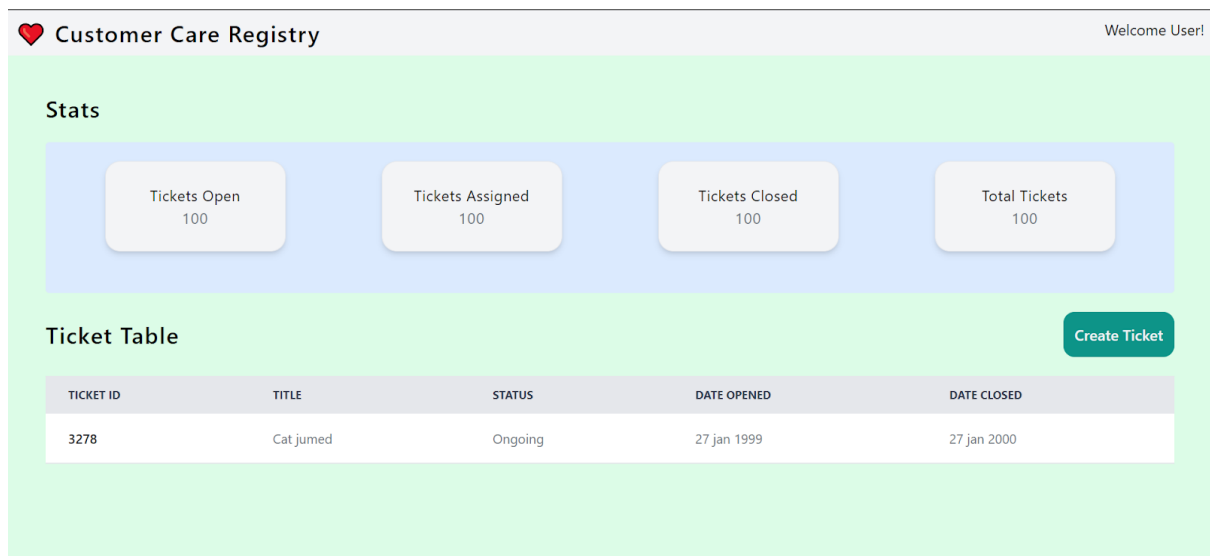 Customer Care Registry
Welcome User!
Stats
Tickets Open
100
Tickets Assigned
100
Tickets Closed
100
Total Tickets
100
Ticket Table
Create Ticket
TICKET ID TITLE STATUS DATE OPENED DATE CLOSED
3278 Cat jumed Ongoing 27 jan 1999 27 jan 2000